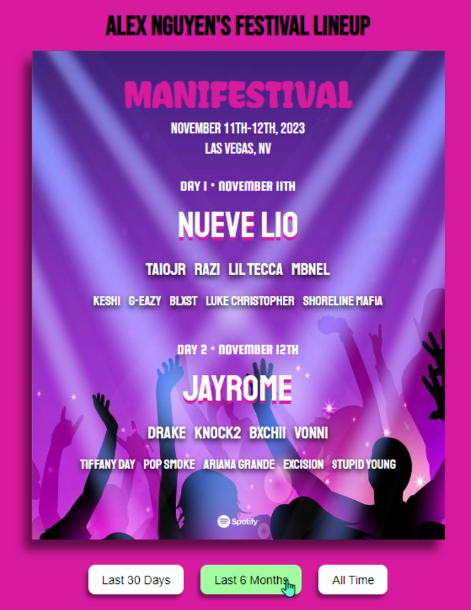 ALEX NGUYEN'S FESTIVAL LINEUP
MANIFESTIVAL
NOVEMBER 11TH-12TH, 2023
LAS VEGAS, NV
DAY 1 • NOVEMBER 11TH
NUEVE LIO
TAIOJR RAZI LIL TECCA MBNEL
KESHI G-EAZY BLXST LUKE CHRISTOPHER SHORELINE MAFIA
DAY 2 • NOVEMBER 12TH
JAYROME
DRAKE KNOCK2 BXCHII VONNI
TIFFANY DAY POP SMOKE ARIANA GRANDE EXCISION $TUPID YOUNG
Spotify
Last 30 Days Last 6 Months All Time